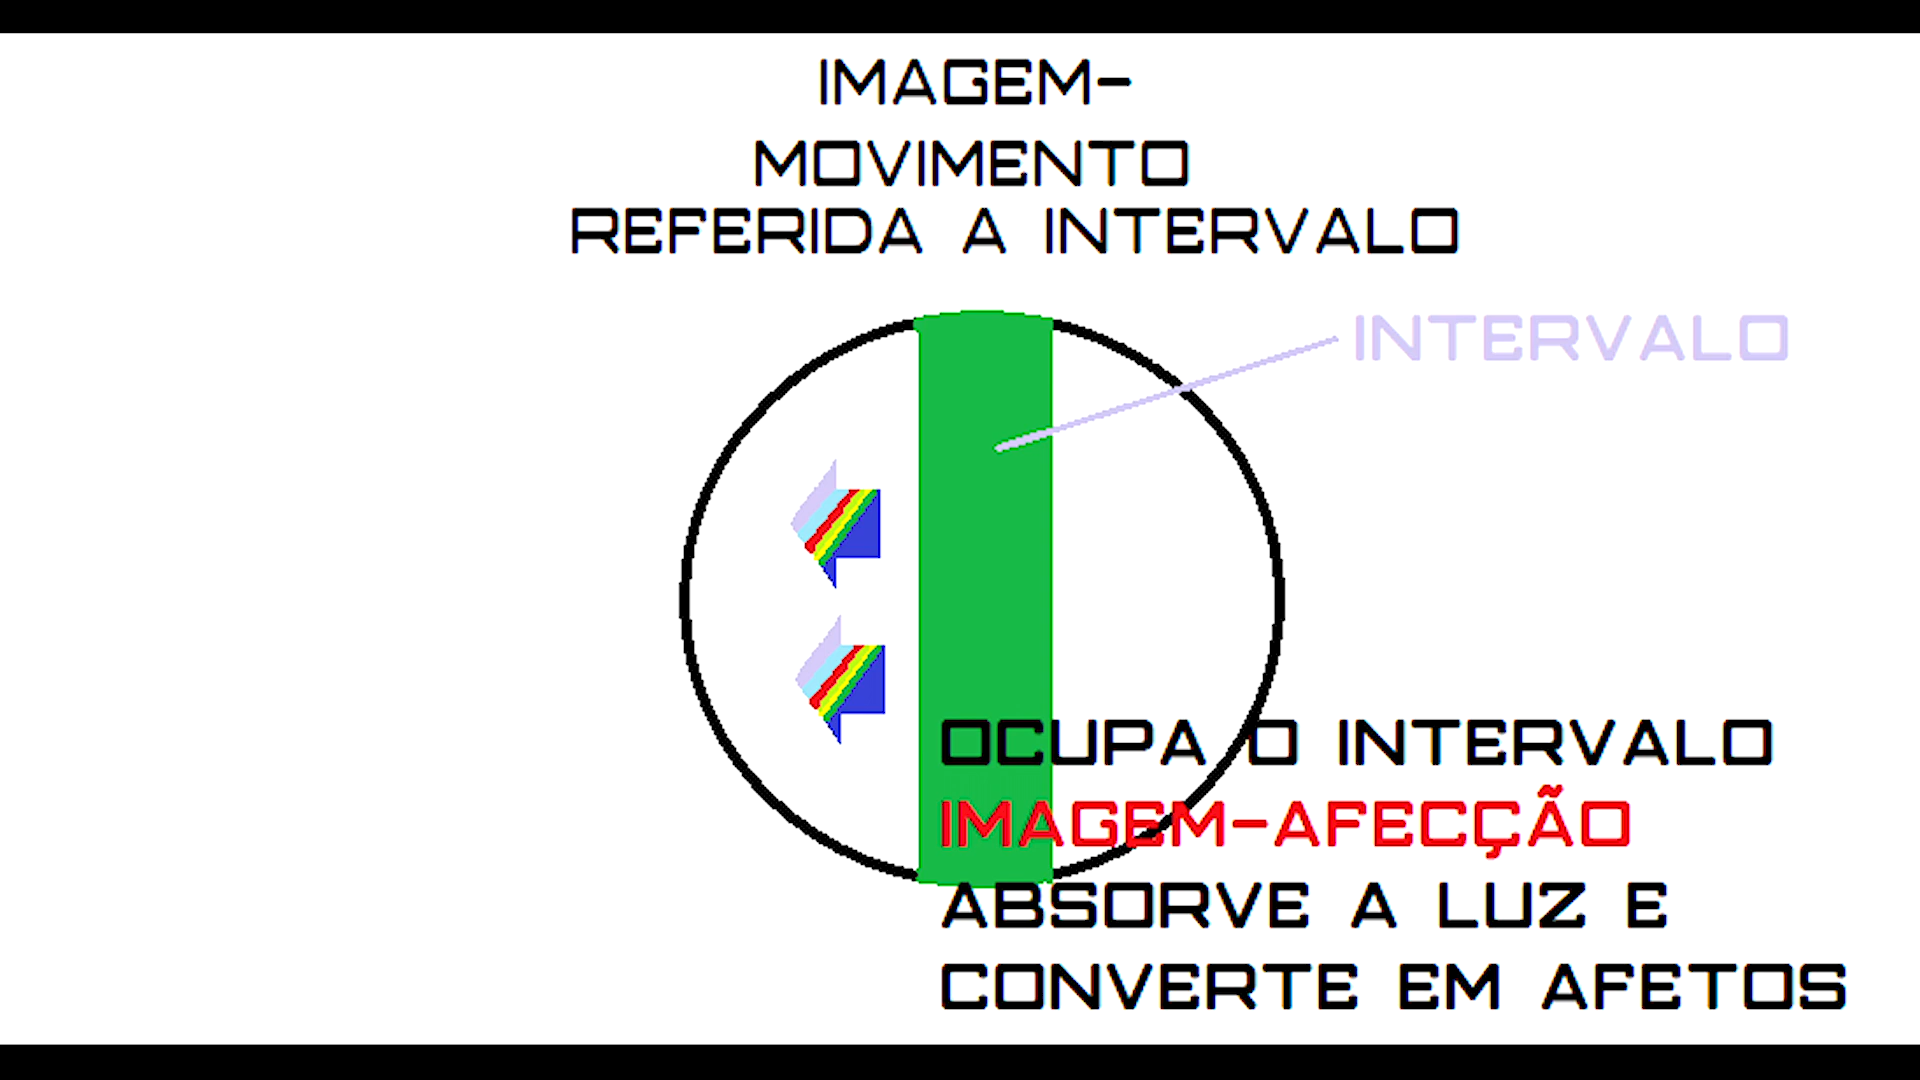 IMAGEM-
MOVIMENTO
REFERIDA A INTERVALO
INTERVALO
OCUPA O INTERVALO
IMAGEM-AFECÇÃO
ABSORVE A LUZ E
CONVERTE EM AFETOS